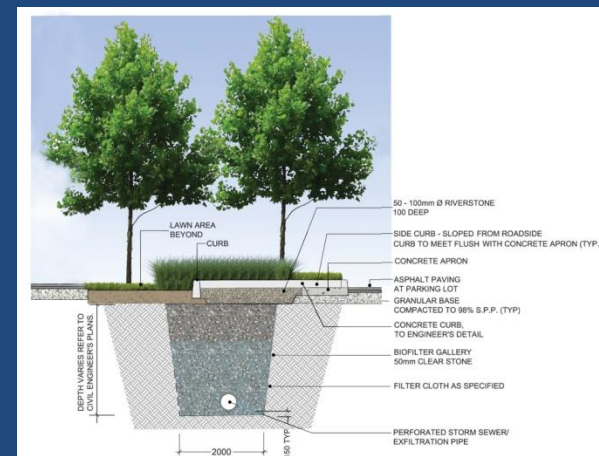 50 - 100mm Ø RIVERSTONE
100 DEEP
LAWN AREA
BEYOND
CURB
SIDE CURB - SLOPED FROM ROADSIDE
CURB TO MEET FLUSH WITH CONCRETE APRON (TYP.
CONCRETE APRON
ASPHALT PAVING
AT PARKING LOT
GRANULAR BASE
COMPACTED TO 98% S.P.P. (TYP)
CONCRETE CURB,
TO ENGINEER'S DETAIL
DEPTH VARIES REFER TO
CIVIL ENGINEER'S PLANS.
BIOFILTER GALLERY
50mm CLEAR STONE
FILTER CLOTH AS SPECIFIED
PERFORATED STORM SEWER/
EXFILTRATION PIPE
2000
150 TYP